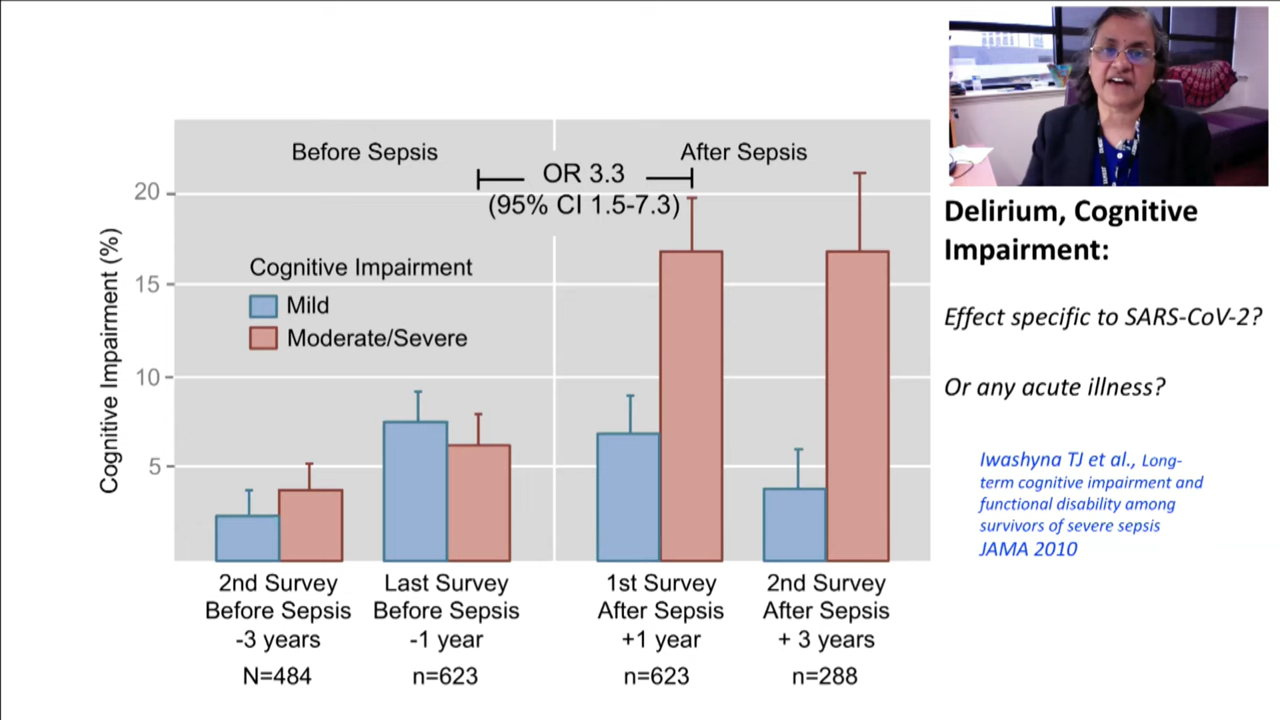 Before Sepsis
After Sepsis
OR 3.3
(95% CI 1.5-7.3)
Cognitive Impairment (%)
20
15
10
5
Cognitive Impairment
Mild
Moderate/Severe
2nd Survey
Before Sepsis
-3 years
N=484
Last Survey
Before Sepsis
-1 year
n=623
1st Survey
After Sepsis
+1 year
n=623
2nd Survey
After Sepsis
+ 3 years
n=288
Delirium, Cognitive
Impairment:
Effect specific to SARS-CoV-2?
Or any acute illness?
Iwashyna TJ et al., Long-
term cognitive impairment and
functional disability among
survivors of severe sepsis
JAMA 2010